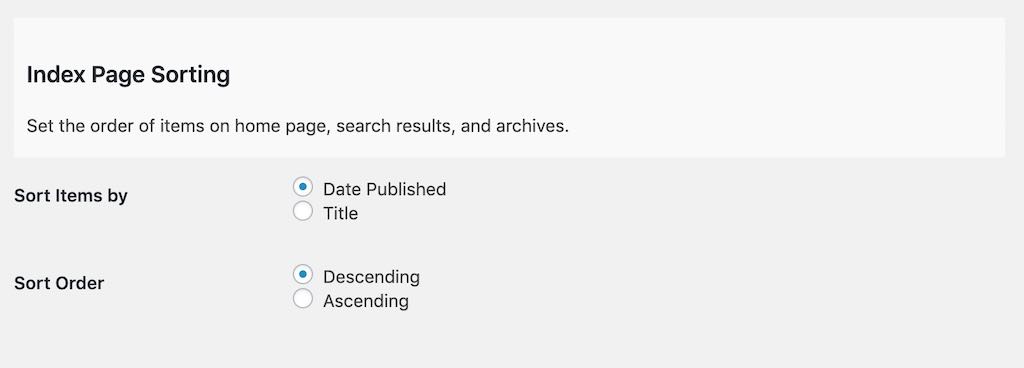 Index Page Sorting
Set the order of items on home page, search results, and archives.
Sort Items by
Date Published
Title
Sort Order
Descending
Ascending